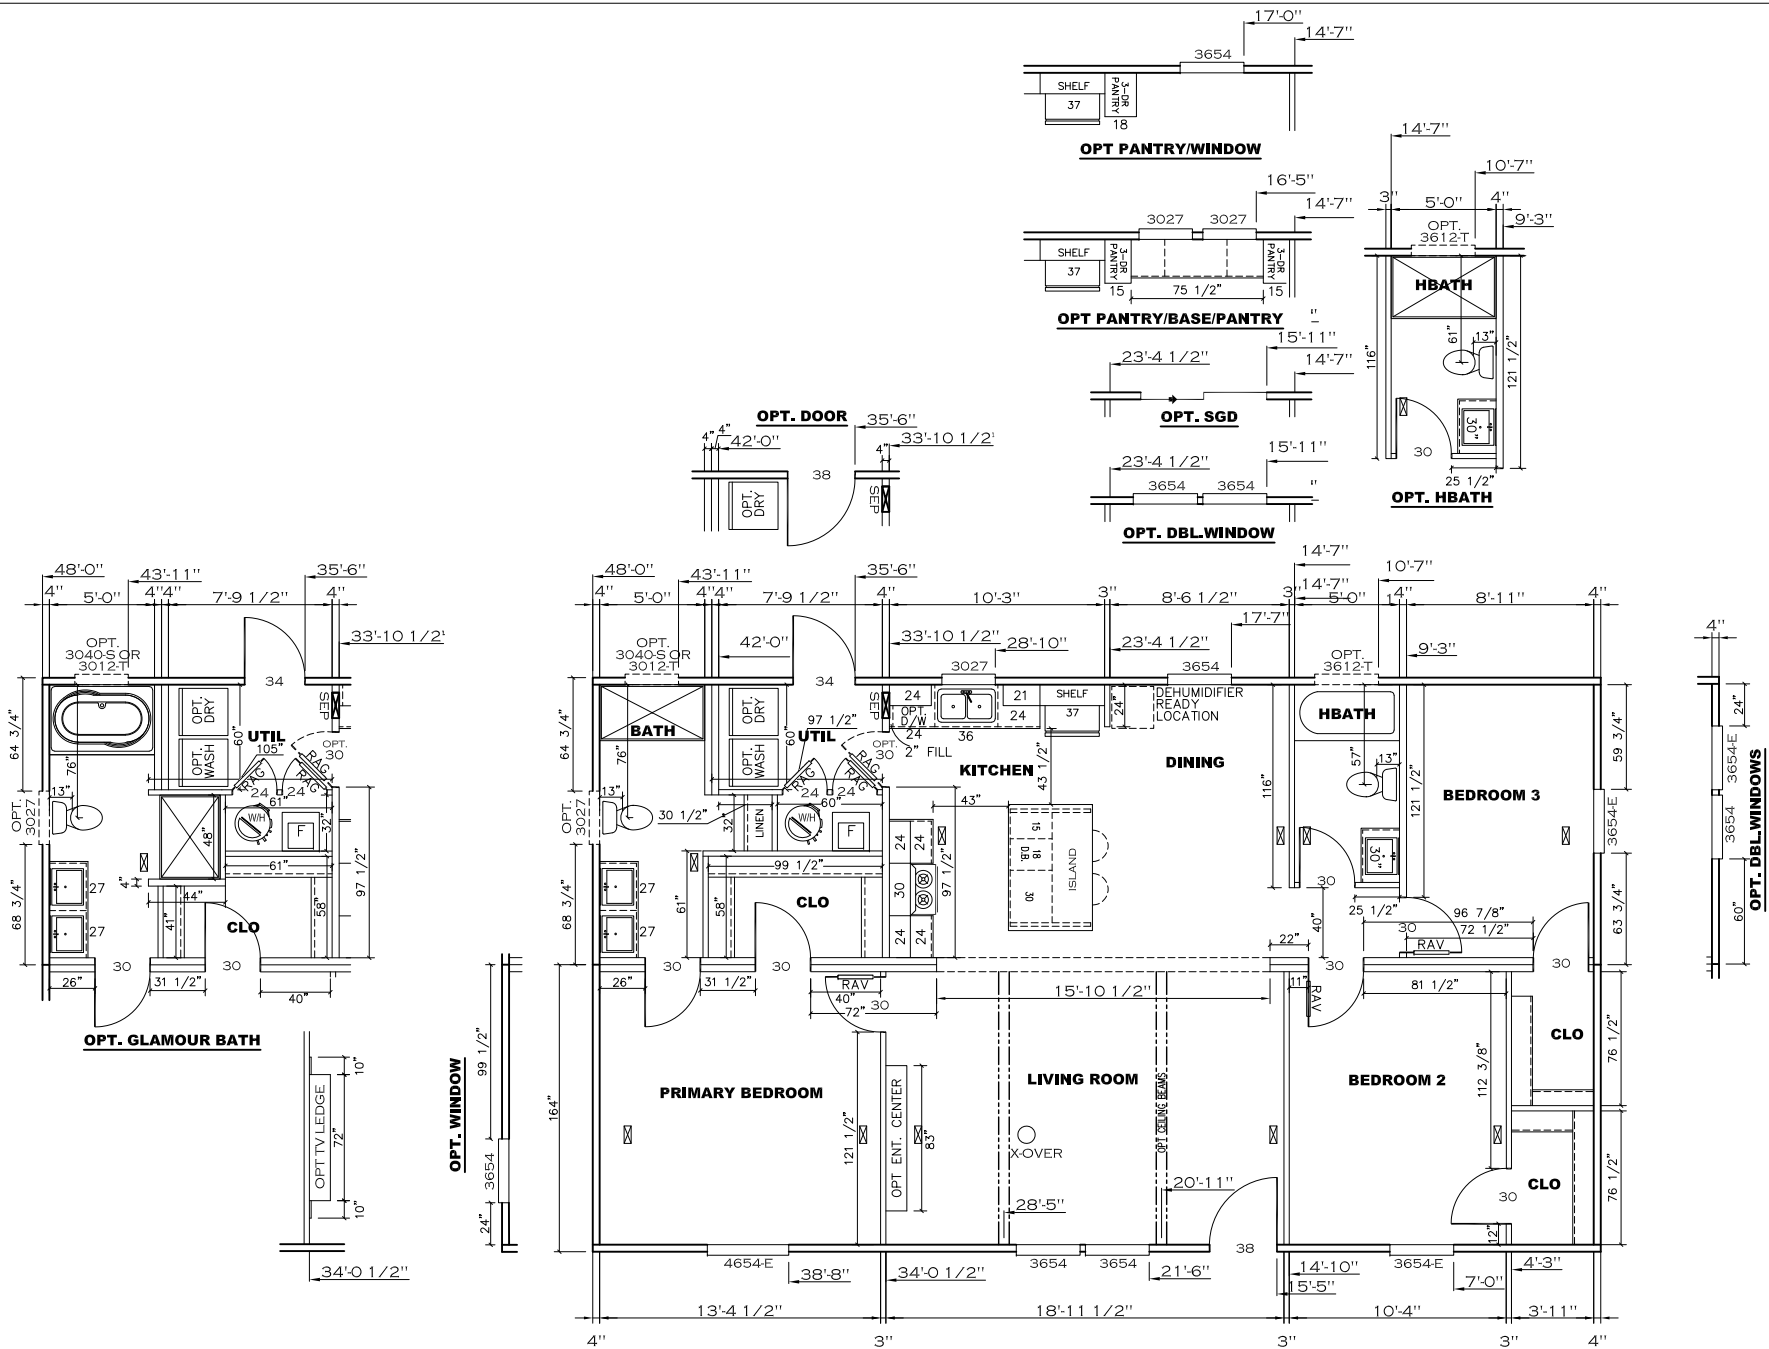 17'-0"
14'-7"
3654
SHELF
37
3-DR
PANTRY
18
OPT PANTRY/WINDOW
16'-5"
14'-7"
3027
3027
SHELF
37
3-DR
PANTRY
15
75 1/2"
3-DR
PANTRY
15
OPT PANTRY/BASE/PANTRY
"
15'-11"
23'-4 1/2"
14'-7"
OPT. SGD
15'-11"
23'-4 1/2"
3654
3654
"
OPT. DBL.WINDOW
14'-7"
10'-7"
3"
5'-0"
4"
9'-3"
OPT.
3612-T
HBATH
116"
61"
13"
121 1/2"
30"
30
25 1/2"
OPT. HBATH
OPT. DOOR
35'-6"
4"
4"
42'-0"
33'-10 1/2'
4"
38
OPT.
DRY
SEP
48'-0"
43'-11"
35'-6"
4"
5'-0"
4"
4"
7'-9 1/2"
4"
33'-10 1/2'
OPT.
3040-S OR
3012-T
34
64 3/4"
OPT.
DRY
SEP
60"
UTIL
105"
OPT.
WASH
76"
OPT.
30
RAG
RAG
RAG
24
24
13"
OPT.
3027
61"
W/H
F
32"
48"
61"
97 1/2"
27
4"
44"
68 3/4"
27
41"
CLO
58"
30
30
26"
31 1/2"
40"
OPT. GLAMOUR BATH
10"
OPT TV LEDGE
72"
10"
34'-0 1/2"
OPT. WINDOW
99 1/2"
3654
24"
48'-0"
43'-11"
35'-6"
14'-7"
10'-7"
4"
5'-0"
4"
4"
7'-9 1/2"
4"
10'-3"
3"
8'-6 1/2"
3"
14'-7"
5'-0"
4"
8'-11"
4"
42'-0"
33'-10 1/2"
28'-10"
23'-4 1/2"
17'-7"
9'-3"
OPT.
3040-S OR
3012-T
34
3027
3654
OPT.
3612-T
64 3/4"
BATH
76"
OPT.
DRY
OPT.
WASH
60"
97 1/2"
UTIL
SEP
OPT.
30
24
OPT
D/W
24
2" FILL
36
21
24
SHELF
37
24"
DEHUMIDIFIER
READY
LOCATION
KITCHEN
43 1/2"
DINING
HBATH
57"
13"
116"
121 1/2"
BEDROOM 3
59 3/4"
3654-E
63 3/4"
RAG
RAG
RAG
24
24
13"
OPT.
3027
30 1/2"
32"
LINEN
60"
W/H
F
43"
24
24
15
18
D.B.
30
ISLAND
30
24
24
97 1/2"
99 1/2"
27
27
68 3/4"
61"
58"
CLO
30"
30
25 1/2"
40"
22"
30
96 7/8"
72 1/2"
RAV
30
30
26"
31 1/2"
30
30
RAV
40"
30
72"
15'-10 1/2"
11"
RAV
81 1/2"
30
164"
PRIMARY BEDROOM
121 1/2"
OPT ENT. CENTER
83"
LIVING ROOM
OPT CEILING BEAMS
X-OVER
BEDROOM 2
112 3/8"
CLO
76 1/2"
CLO
30
76 1/2"
12"
28'-5"
20'-11"
4654-E
38'-8"
34'-0 1/2"
3654
3654
21'-6"
38
14'-10"
15'-5"
3654-E
7'-0"
4'-3"
13'-4 1/2"
18'-11 1/2"
10'-4"
3'-11"
4"
3"
3"
3"
4"
4"
24"
3654-E
3654
60"
OPT. DBL.WINDOWS